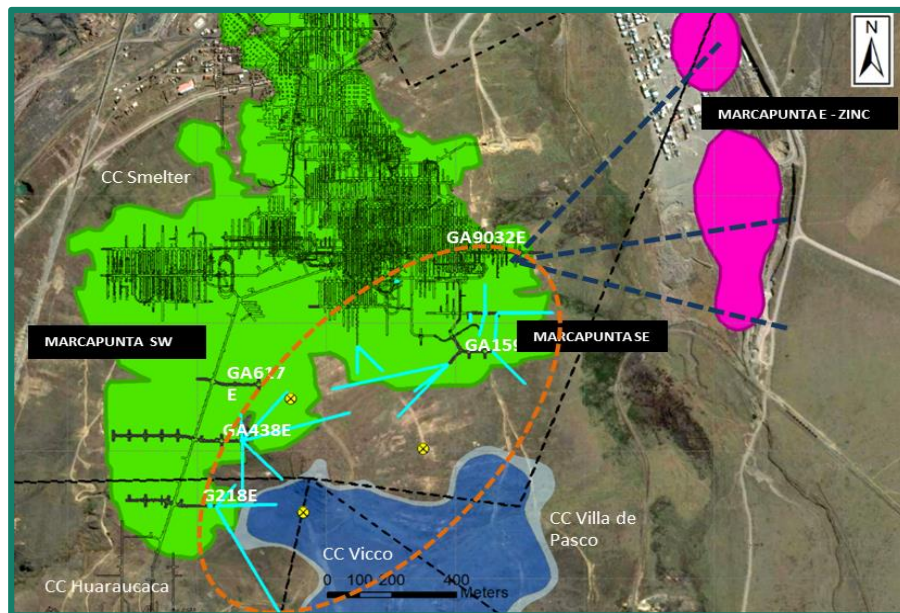 N
MARCAPUNTA E - ZINC
CC Smelter
GA9032E
MARCAPUNTA SW
GA159
MARCAPUNTA SE
GA617
E
GA438E
G218E
CC Villa de
Pasco
CC Vicco
CC Huaraucaca
0 100 200 400
Meters